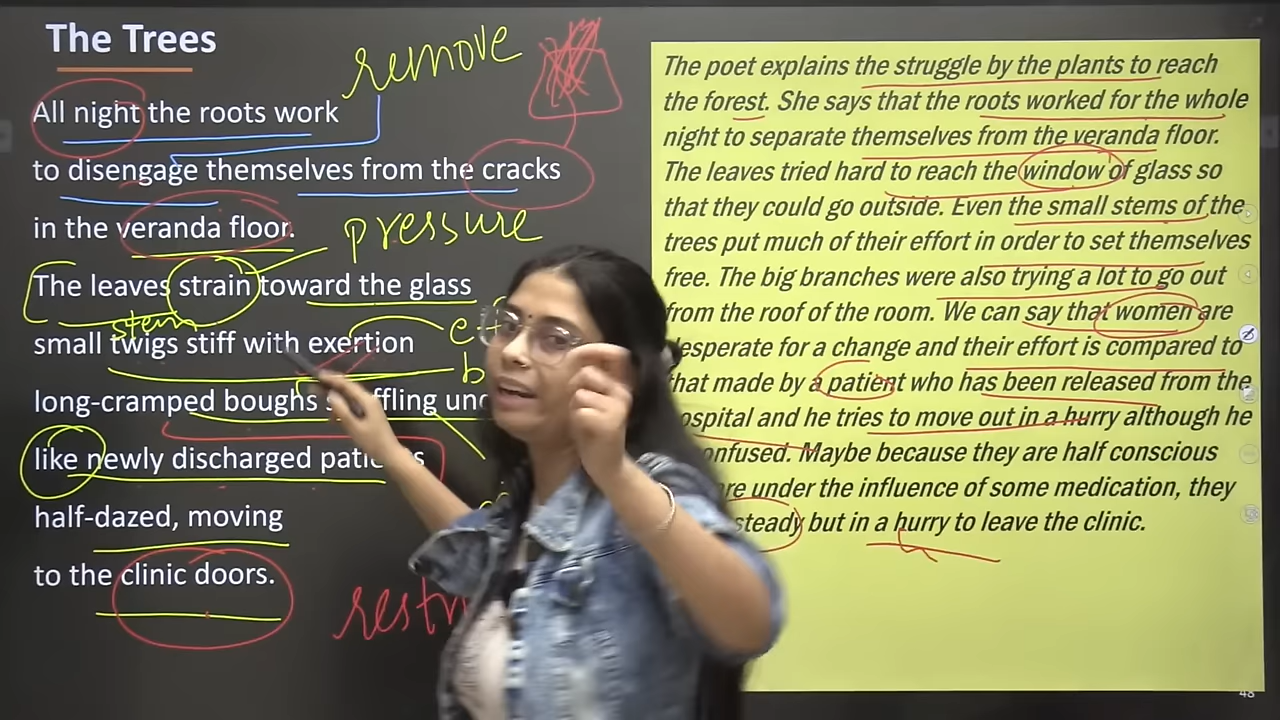 The Trees
remove
All night the roots work
to disengage themselves from the cracks
in the veranda floor.
pressure
The leaves strain toward the glass
stem
small twigs stiff with exertion
long-cramped boughs
like newly discharged
half-dazed, moving
to the clinic doors.
The poet explains the struggle by the plants to reach
the forest. She says that the roots worked for the whole
night to separate themselves from the veranda floor.
The leaves tried hard to reach the window of glass so
that they could go outside. Even the small stems of the
trees put much of their effort in order to set themselves
free. The big branches were also trying a lot to go out
from the roof of the room. We can say that women are
desperate for a change and their effort is compared to
that made by a patient who has been released from the
hospital and he tries to move out in a hurry although he
confused. Maybe because they are half conscious
under the influence of some medication, they
steady but in a hurry to leave the clinic.
48